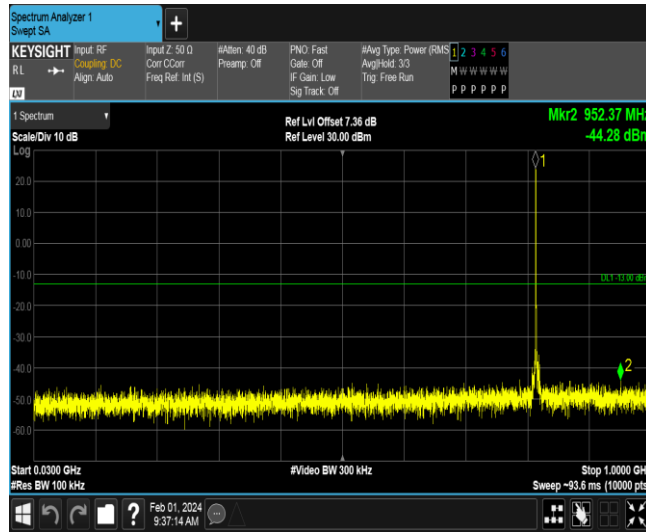 Spectrum Analyzer 1
Swept SA
KEYSIGHT
RL
LXI
Input: RF
Coupling: DC
Align: Auto
Input Z: 50 Ω
Corr CCorr
Freq Ref: Int (S)
#Atten: 40 dB
Preamp: Off
PNO: Fast
Gate: Off
IF Gain: Low
Sig Track: Off
#Avg Type: Power (RMS
Avg|Hold: 3/3
Trig: Free Run
1 2 3 4 5 6
M W W W W W
P P P P P P
1 Spectrum
Scale/Div 10 dB
Log
Ref Lvl Offset 7.36 dB
Ref Level 30.00 dBm
Mkr2 952.37 MHz
-44.28 dBm
1
20.0
10.0
0.00
-10.0
DL1 -13.00 dBm
-20.0
-30.0
-40.0
2
-50.0
-60.0
Start 0.0300 GHz
#Res BW 100 kHz
#Video BW 300 kHz
Stop 1.0000 GH
Sweep ~93.6 ms (10000 pts
?
Feb 01, 2024
9:37:14 AM